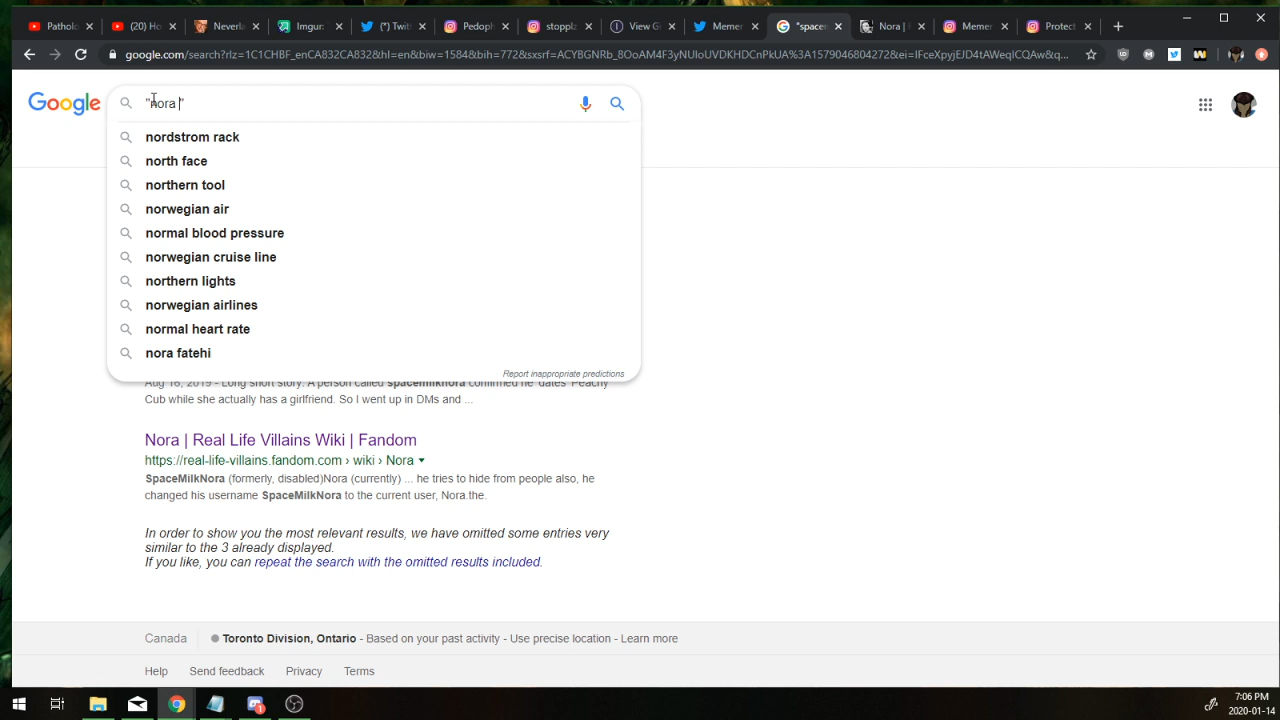 Patholo
(20) Ho
Neverla
Imgur
(*) Twit
Pedoph
stopplz
View G
Memer
"space
Nora |
Memer
Protect
google.com/search?rlz=1C1CHBF_enCA832CA832&hl=en&biw=1584&bih=772&sxsrf=ACYBGNRb_8OoAM4F3yNUIoUVDKHDCnPkUA%3A1579046804272&ei=IFceXpyjEJD4tAWeqICQAw&q...
Google
"nora "
nordstrom rack
north face
northern tool
norwegian air
normal blood pressure
norwegian cruise line
northern lights
norwegian airlines
normal heart rate
nora fatehi
Report inappropriate predictions
Aug 16, 2019 - Long short story: A person called spacemilknora confirmed he "dates" Peachy
Cub while she actually has a girlfriend. So I went up in DMs and ...
Nora | Real Life Villains Wiki | Fandom
https://real-life-villains.fandom.com › wiki › Nora
SpaceMilkNora (formerly, disabled)Nora (currently) ... he tries to hide from people also, he
changed his username SpaceMilkNora to the current user, Nora.the.
In order to show you the most relevant results, we have omitted some entries very
similar to the 3 already displayed.
If you like, you can repeat the search with the omitted results included.
Canada
Toronto Division, Ontario - Based on your past activity - Use precise location - Learn more
Help Send feedback Privacy Terms
7:06 PM
2020-01-14